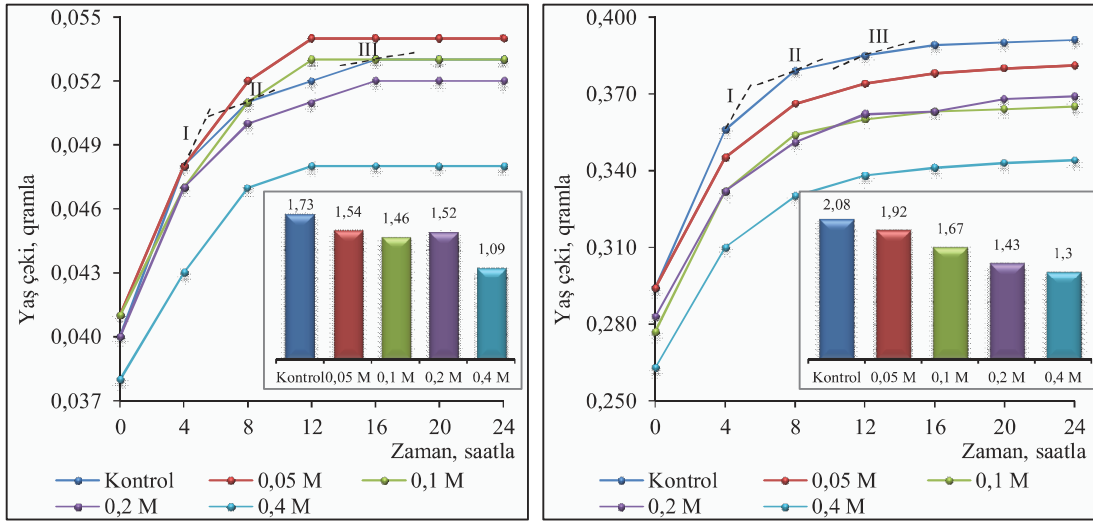 0,055
0,052
0,049
0,046
0,043
0,040
0,037
Yaş çəki, qramla
I
II
III
1,73
1,54
1,46
1,52
1,09
Kontrol 0,05 M 0,1 M 0,2 M 0,4 M
0 4 8 12 16 20 24
Zaman, saatla
Kontrol 0,05 M 0,1 M
0,2 M 0,4 M
0,400
0,370
0,340
0,310
0,280
0,250
Yaş çəki, qramla
I
II
III
2,08
1,92
1,67
1,43
1,3
Kontrol 0,05 M 0,1 M 0,2 M 0,4 M
0 4 8 12 16 20 24
Zaman, saatla
Kontrol 0,05 M 0,1 M
0,2 M 0,4 M